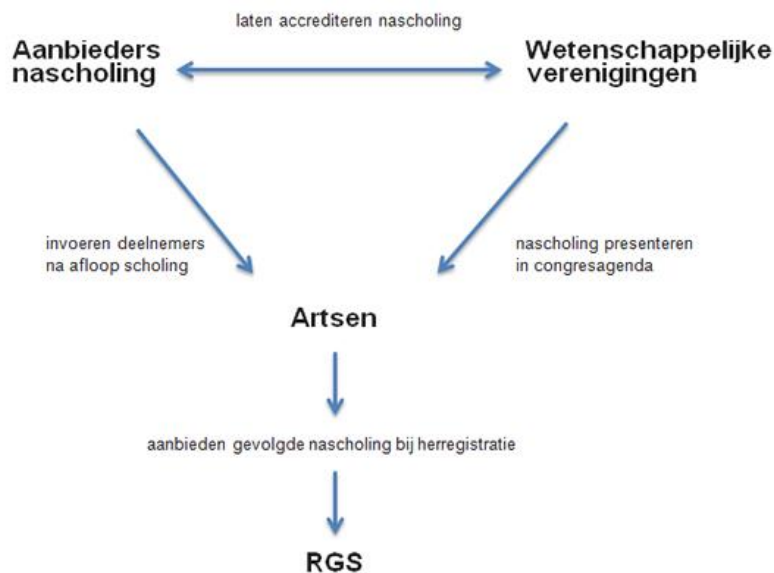 laten accrediteren nascholing
Aanbieders
nascholing
Wetenschappelijke
verenigingen
invoeren deelnemers
na afloop scholing
nascholing presenteren
in congresagenda
Artsen
aanbieden gevolgde nascholing bij herregistratie
RGS